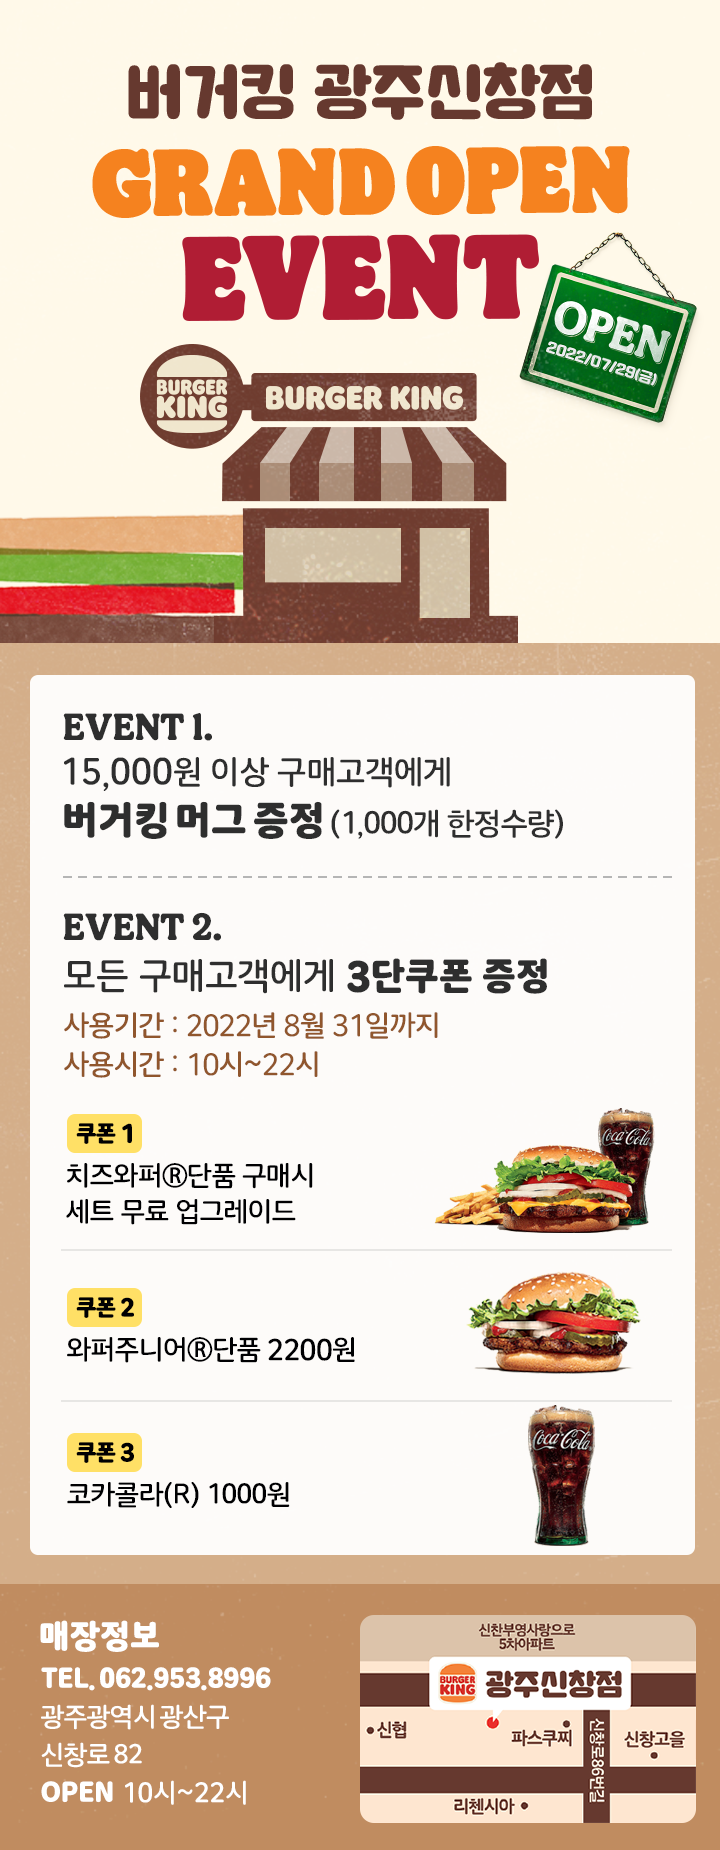 버거킹 광주신창점
GRAND OPEN
EVENT
OPEN
2022/07/29(금)
BURGER
KING
BURGER KING
EVENT 1.
15,000원 이상 구매고객에게
버거킹 머그 증정 (1,000개 한정수량)
EVENT 2.
모든 구매고객에게 3단쿠폰 증정
사용기간 : 2022년 8월 31일까지
사용시간 : 10시~22시
쿠폰 1
치즈와퍼®단품 구매시
세트 무료 업그레이드
Coca-Cola
쿠폰 2
와퍼주니어®단품 2200원
쿠폰 3
코카콜라(R) 1000원
Coca-Cola
매장정보
TEL. 062.953.8996
광주광역시 광산구
신창로 82
OPEN 10시~22시
신찬부영사랑으로
5차아파트
BURGER
KING
광주신창점
신협
파스쿠찌
신창로86번길
신창고을
리첸시아